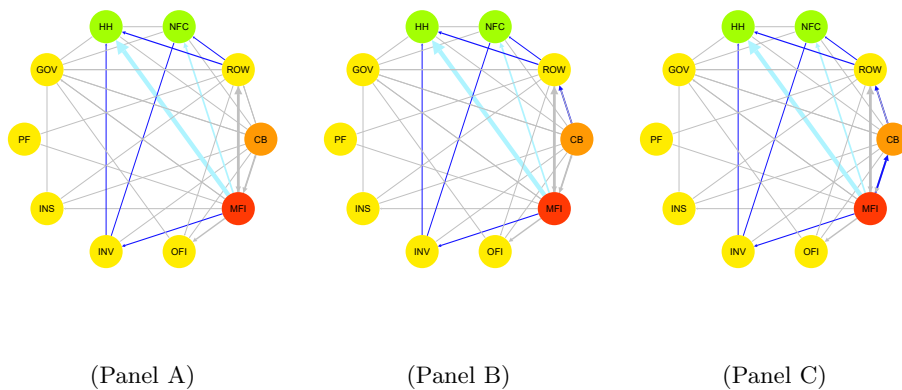 HH NFC HH NFC HH NFC
GOV ROW GOV ROW GOV ROW
PF CB PF CB PF CB
INS MFI INS MFI INS MFI
INV OFI INV OFI INV OFI
(Panel A) (Panel B) (Panel C)